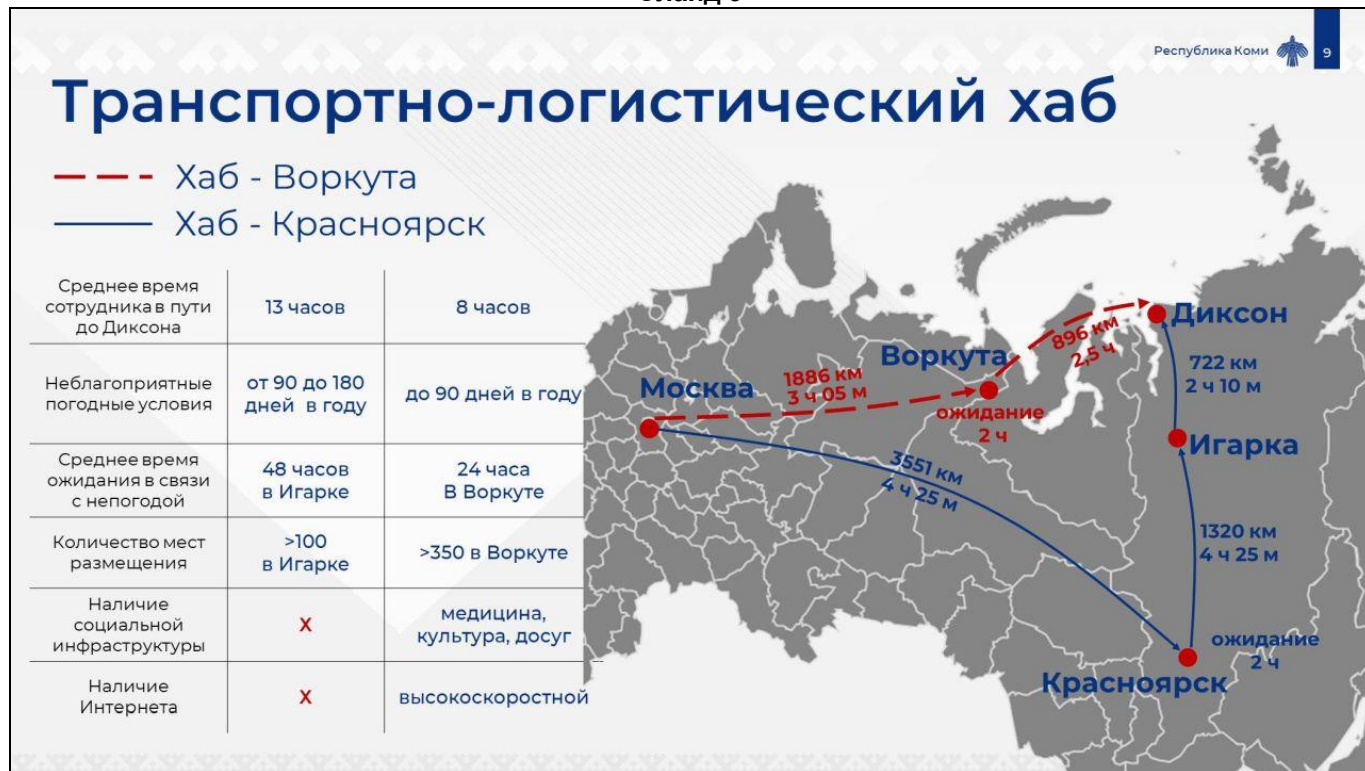 Республика Коми
9
Транспортно-логистический хаб
Хаб - Воркута
Хаб - Красноярск
Среднее время
сотрудника в пути
до Диксона
13 часов
8 часов
Неблагоприятные
погодные условия
от 90 до 180
дней в году
до 90 дней в году
Среднее время
ожидания в связи
с непогодой
48 часов
в Игарке
24 часа
В Воркуте
Количество мест
размещения
>100
в Игарке
>350 в Воркуте
Наличие
социальной
инфраструктуры
X
медицина,
культура, досуг
Наличие
Интернета
X
высокоскоростной
Диксон
896 км
2,5 ч
Воркута
722 км
2 ч 10 м
Москва
1886 км
3 ч 05 м
ожидание
2 ч
Игарка
3551 км
4 ч 25 м
1320 км
4 ч 25 м
ожидание
2 ч
Красноярск